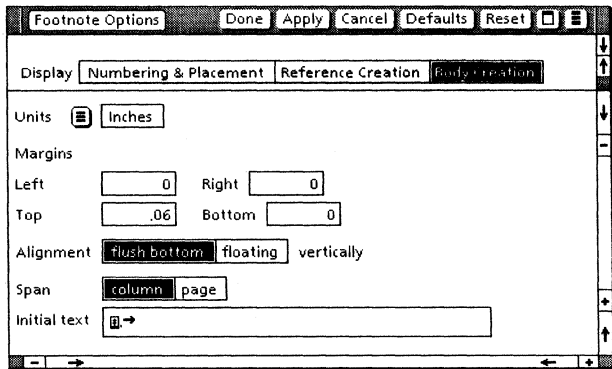 Footnote Options Done Apply Cancel Defaults Reset
Display Numbering & Placement Reference Creation Body Creation
Units Inches
Margins
Left 0 Right 0
Top .06 Bottom 0
Alignment flush bottom floating vertically
Span column page
Initial text .→